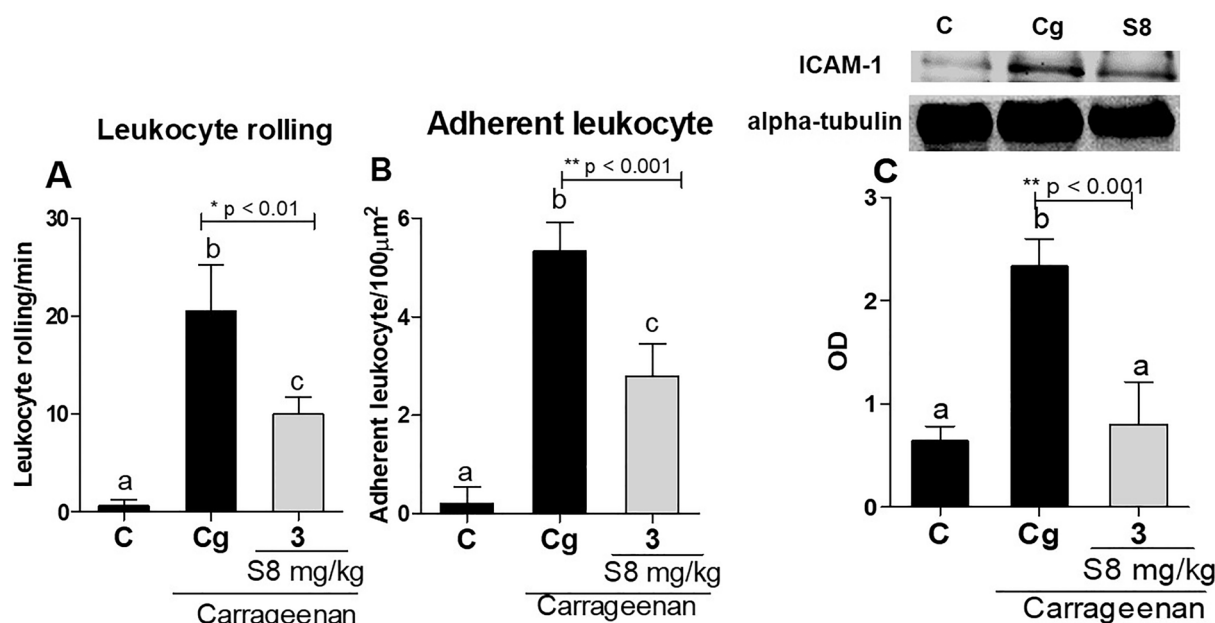 C Cg S8
ICAM-1
alpha-tubulin
Leukocyte rolling
A
* p < 0.01
30
20
10
0
Leukocyte rolling/min
a
b
c
C Cg 3
S8 mg/kg
Carrageenan
Adherent leukocyte
B
** p < 0.001
6
4
2
0
Adherent leukocyte/100µm²
a
b
c
C Cg 3
S8 mg/kg
Carrageenan
C
** p < 0.001
3
2
1
0
OD
a
b
a
C Cg 3
S8 mg/kg
Carrageenan